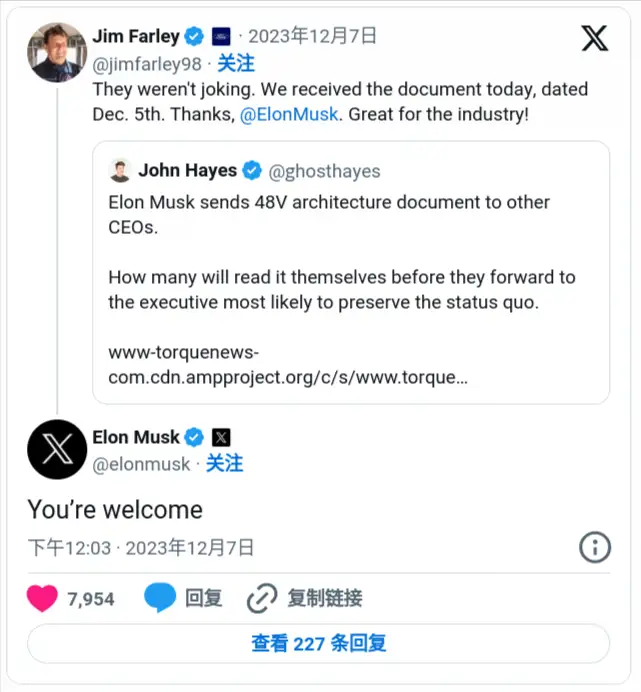 Jim Farley · 2023年12月7日
@jimfarley98 · 关注
They weren't joking. We received the document today, dated
Dec. 5th. Thanks, @ElonMusk. Great for the industry!
John Hayes @ghosthayes
Elon Musk sends 48V architecture document to other
CEOs.
How many will read it themselves before they forward to
the executive most likely to preserve the status quo.
www-torquenews-
com.cdn.ampproject.org/c/s/www.torque…
Elon Musk
@elonmusk · 关注
You’re welcome
下午12:03 · 2023年12月7日
7,954 回复 复制链接
查看 227 条回复